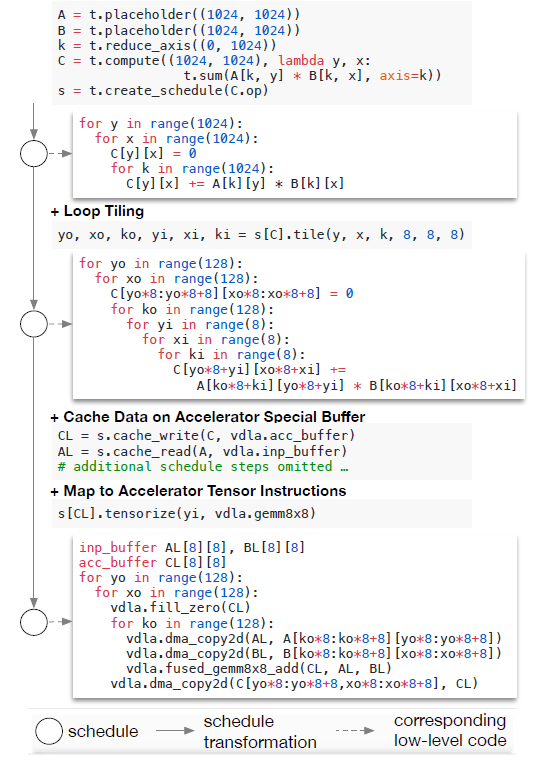 A = t.placeholder((1024, 1024))
B = t.placeholder((1024, 1024))
k = t.reduce_axis((0, 1024))
C = t.compute((1024, 1024), lambda y, x:
t.sum(A[k, y] * B[k, x], axis=k))
s = t.create_schedule(C.op)
for y in range(1024):
for x in range(1024):
C[y][x] = 0
for k in range(1024):
C[y][x] += A[k][y] * B[k][x]
+ Loop Tiling
yo, xo, ko, yi, xi, ki = s[C].tile(y, x, k, 8, 8, 8)
for yo in range(128):
for xo in range(128):
C[yo*8:yo*8+8][xo*8:xo*8+8] = 0
for ko in range(128):
for yi in range(8):
for xi in range(8):
for ki in range(8):
C[yo*8+yi][xo*8+xi] +=
A[ko*8+ki][yo*8+yi] * B[ko*8+ki][xo*8+xi]
+ Cache Data on Accelerator Special Buffer
CL = s.cache_write(C, vdla.acc_buffer)
AL = s.cache_read(A, vdla.inp_buffer)
# additional schedule steps omitted …
+ Map to Accelerator Tensor Instructions
s[CL].tensorize(yi, vdla.gemm8x8)
inp_buffer AL[8][8], BL[8][8]
acc_buffer CL[8][8]
for yo in range(128):
for xo in range(128):
vdla.fill_zero(CL)
for ko in range(128):
vdla.dma_copy2d(AL, A[ko*8:ko*8+8][yo*8:yo*8+8])
vdla.dma_copy2d(BL, B[ko*8:ko*8+8][xo*8:xo*8+8])
vdla.fused_gemm8x8_add(CL, AL, BL)
vdla.dma_copy2d(C[yo*8:yo*8+8,xo*8:xo*8+8], CL)
schedule
schedule
transformation
corresponding
low-level code